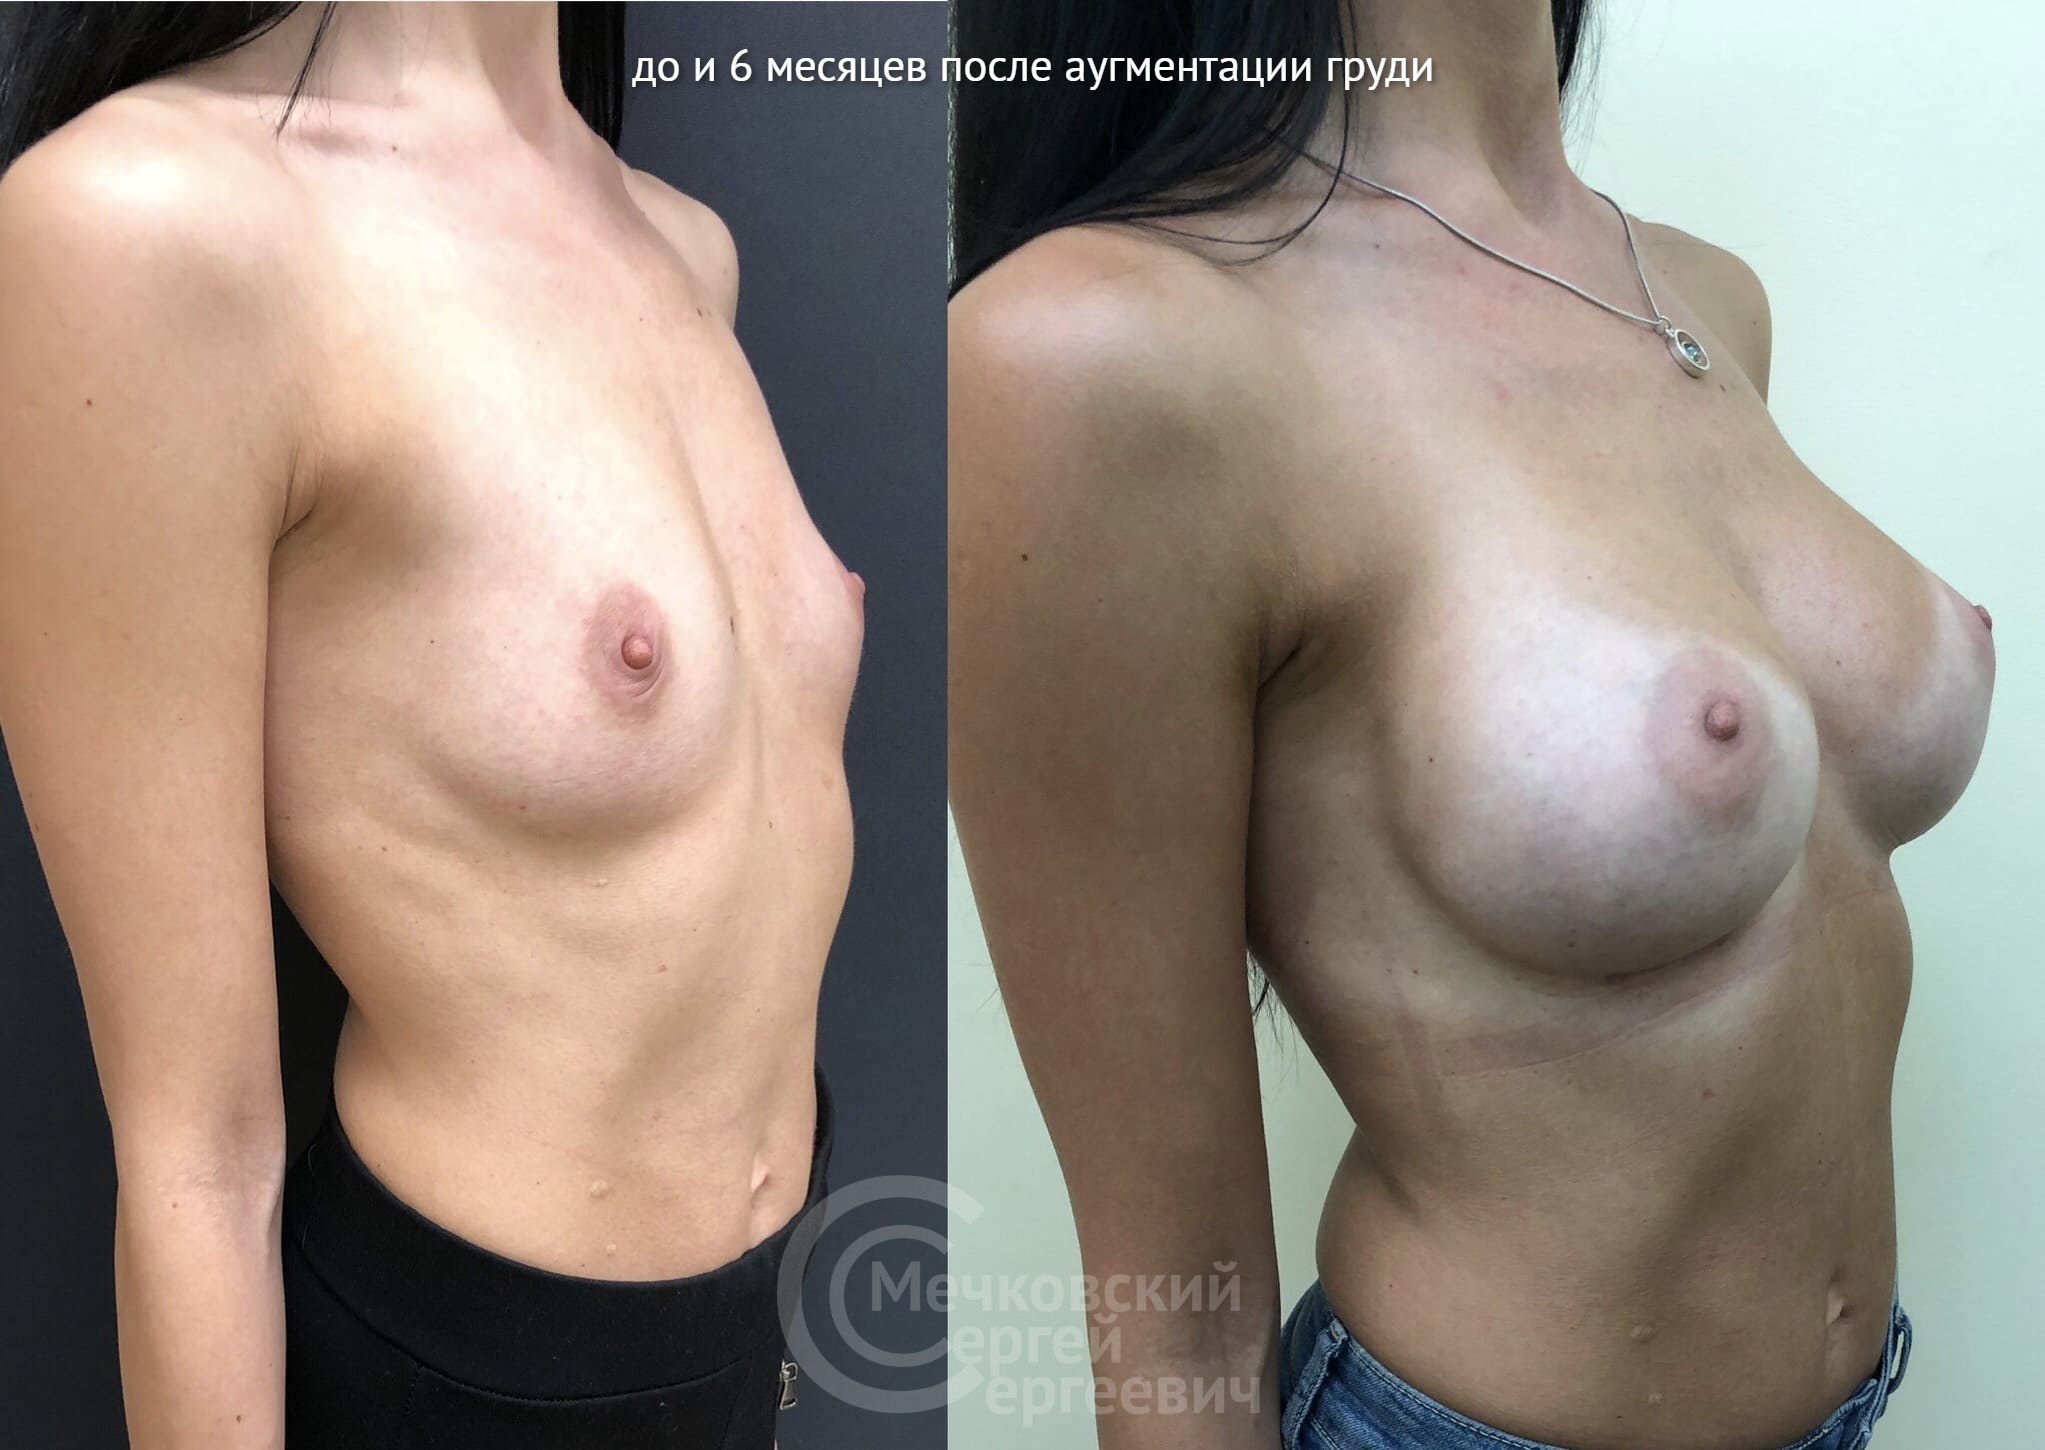 до и 6 месяцев после аугментации груди
Мечковский
Сергей
Сергеевич